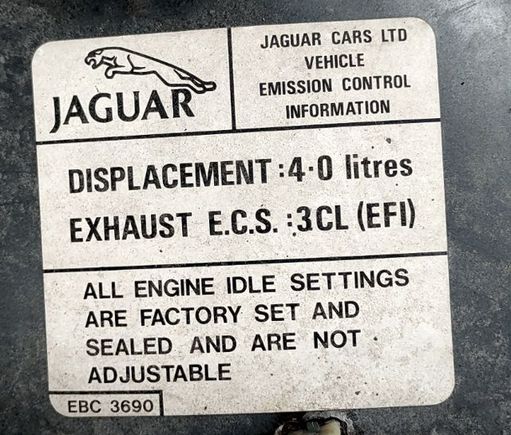 JAGUAR
JAGUAR CARS LTD
VEHICLE
EMISSION CONTROL
INFORMATION
DISPLACEMENT :4·0 litres
EXHAUST E.C.S. :3CL (EFI)
ALL ENGINE IDLE SETTINGS
ARE FACTORY SET AND
SEALED AND ARE NOT
ADJUSTABLE
EBC 3690